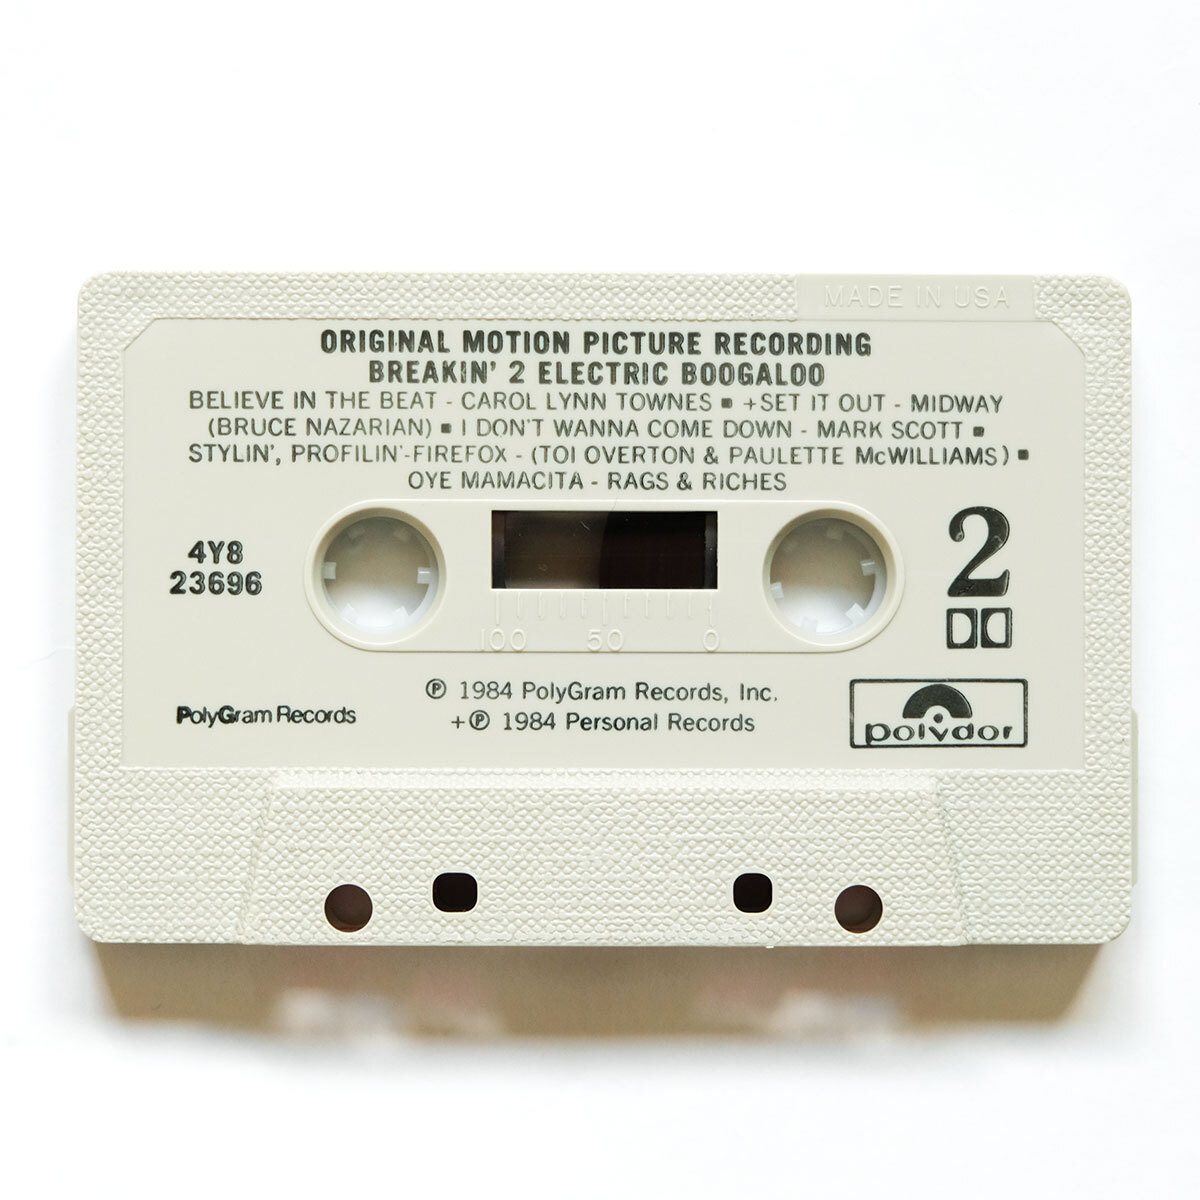 MADE IN USA
ORIGINAL MOTION PICTURE RECORDING
BREAKIN' 2 ELECTRIC BOOGALOO
BELIEVE IN THE BEAT - CAROL LYNN TOWNES ■ +SET IT OUT - MIDWAY
(BRUCE NAZARIAN) ■ I DON'T WANNA COME DOWN - MARK SCOTT ■
STYLIN', PROFILIN'-FIREFOX - (TOI OVERTON & PAULETTE McWILLIAMS) ■
OYE MAMACITA - RAGS & RICHES
4Y8
23696
2
100 50 0
℗ 1984 PolyGram Records, Inc.
+℗ 1984 Personal Records
PolyGram Records
polydor